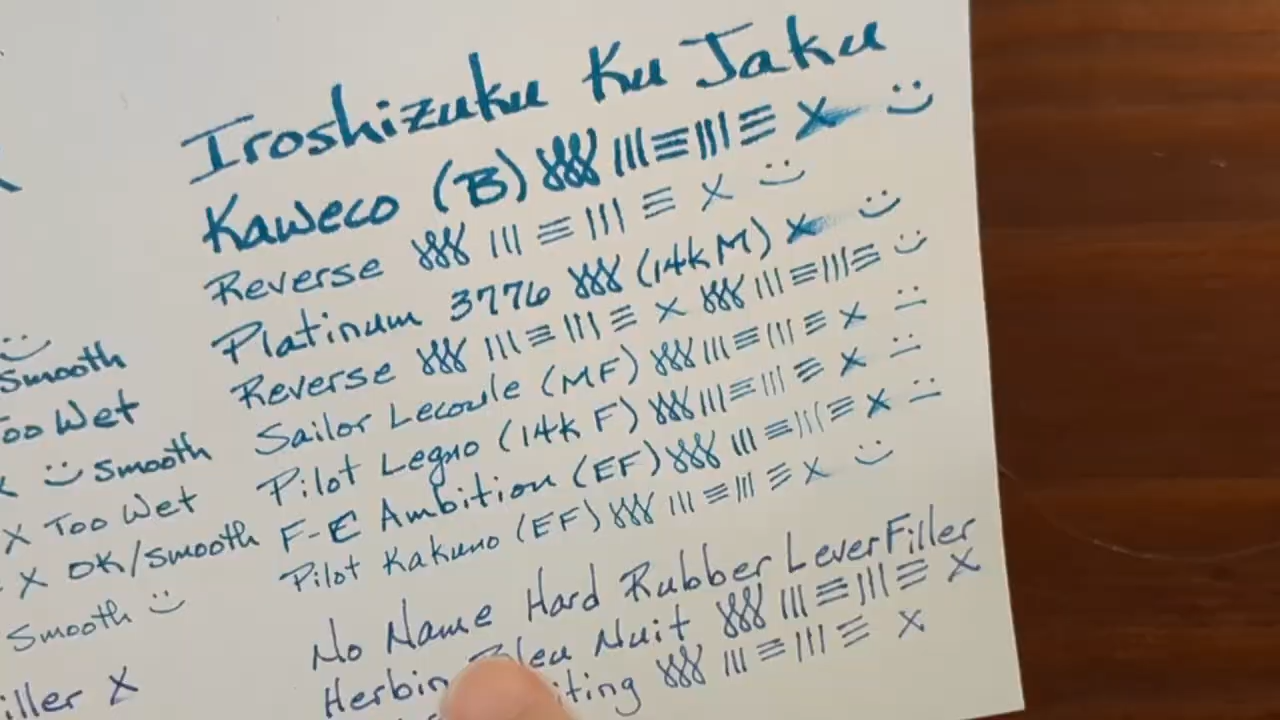 Iroshizuku Ku Jaku
Kaweco (B)
Reverse
Platinum 3776 (14k M)
Reverse
Sailor Lecoule (MF)
Pilot Legno (14k F)
F-C Ambition (EF)
Pilot Kakuno (EF)
No Name Hard Rubber Lever Filler
Herbin Bleu Nuit
Smooth
Too Wet
Smooth
X Too Wet
X OK/Smooth
Smooth
X